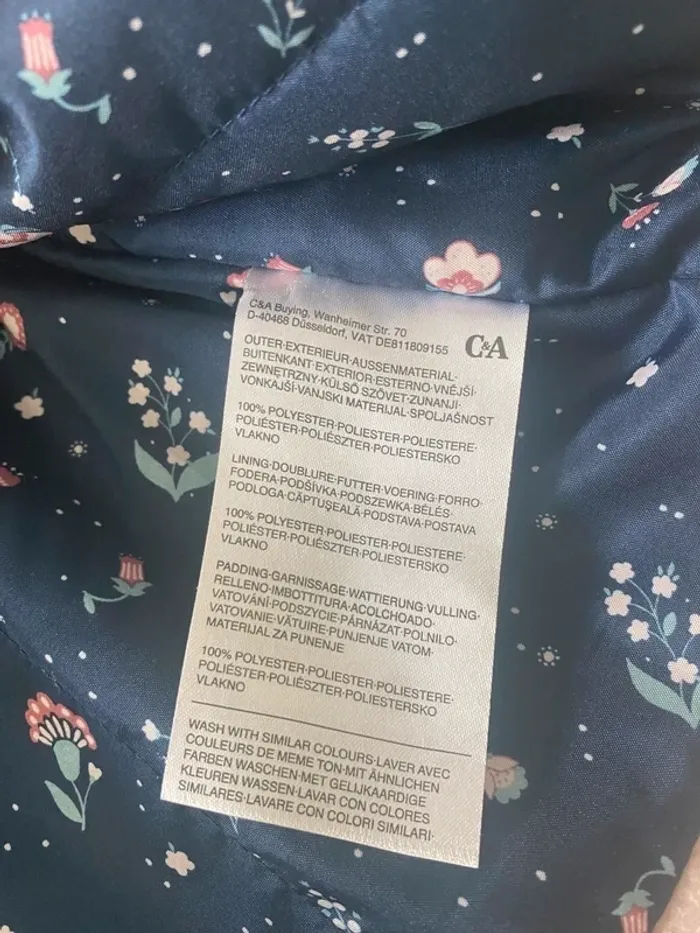 C&A Buying, Wanheimer Str. 70
D-40468 Düsseldorf, VAT DE811809155
C&A
OUTER·EXTERIEUR·AUSSENMATERIAL·
BUITENKANT·EXTERIOR·ESTERNO·VNĚJŠÍ·
ZEWNĘTRZNY·KÜLSŐ SZÖVET·ZUNANJI·
VONKAJŠÍ·VANJSKI MATERIJAL·SPOLJAŠNOST
100% POLYESTER·POLIESTER·POLIESTERE·
POLIÉSTER·POLIÉSZTER·POLIESTERSKO
VLAKNO
LINING·DOUBLURE·FUTTER·VOERING·FORRO·
FODERA·PODŠÍVKA·PODSZEWKA·BÉLÉS·
PODLOGA·CĂPTUŞEALĂ·PODSTAVA·POSTAVA
100% POLYESTER·POLIESTER·POLIESTERE·
POLIÉSTER·POLIÉSZTER·POLIESTERSKO
VLAKNO
PADDING·GARNISSAGE·WATTIERUNG·VULLING·
RELLENO·IMBOTTITURA·ACOLCHOADO·
VATOVÁNÍ·PODSZYCIE·PÁRNÁZAT·POLNILO·
VATOVANIE·VĂTUIRE·PUNJENJE VATOM·
MATERIJAL ZA PUNENJE
100% POLYESTER·POLIESTER·POLIESTERE·
POLIÉSTER·POLIÉSZTER·POLIESTERSKO
VLAKNO
WASH WITH SIMILAR COLOURS·LAVER AVEC
COULEURS DE MEME TON·MIT ÄHNLICHEN
FARBEN WASCHEN·MET GELIJKAARDIGE
KLEUREN WASSEN·LAVAR CON COLORES
SIMILARES·LAVARE CON COLORI SIMILARI·